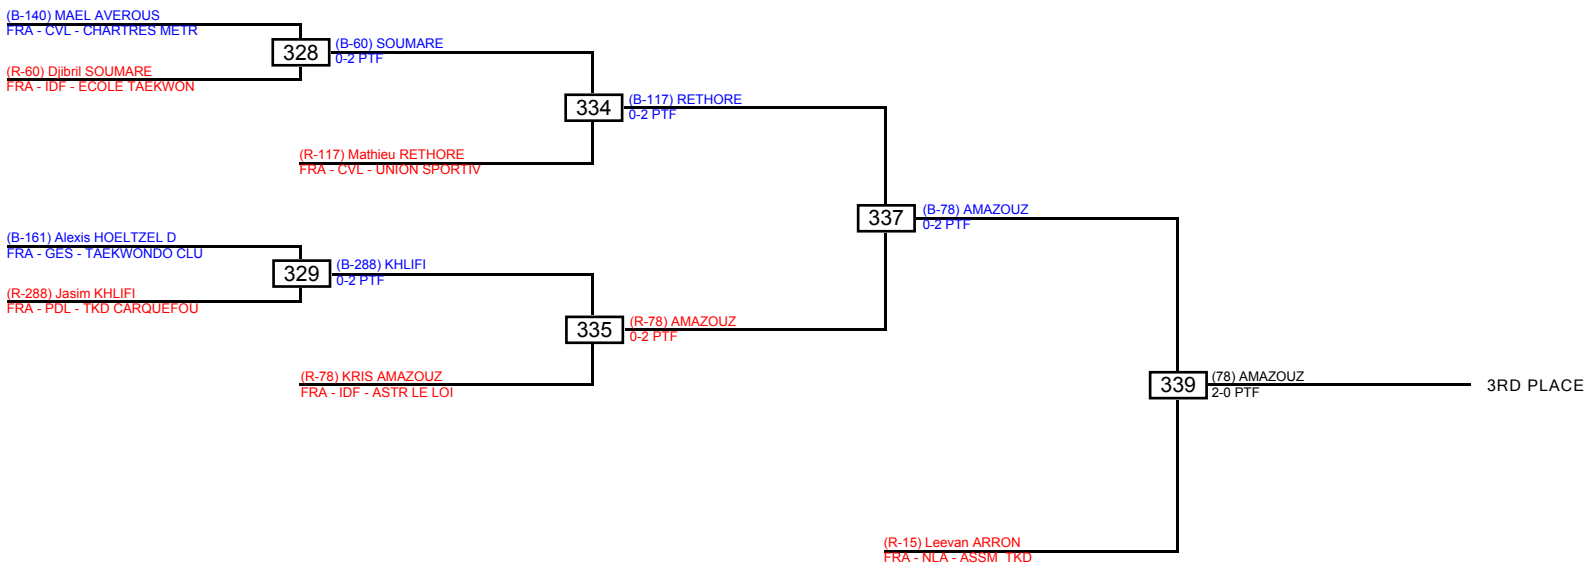 (B-140) MAEL AVEROUS
FRA - CVL - CHARTRES METR
328
(B-60) SOUMARE
0-2 PTF
(R-60) Djibril SOUMARE
FRA - IDF - ECOLE TAEKWON
334
(B-117) RETHORE
0-2 PTF
(R-117) Mathieu RETHORE
FRA - CVL - UNION SPORTIV
337
(B-78) AMAZOUZ
0-2 PTF
(B-161) Alexis HOELTZEL D
FRA - GES - TAEKWONDO CLU
329
(B-288) KHLIFI
0-2 PTF
(R-288) Jasim KHLIFI
FRA - PDL - TKD CARQUEFOU
335
(R-78) AMAZOUZ
0-2 PTF
(R-78) KRIS AMAZOUZ
FRA - IDF - ASTR LE LOI
339
(78) AMAZOUZ
2-0 PTF
3RD PLACE
(R-15) Leevan ARRON
FRA - NLA - ASSM TKD